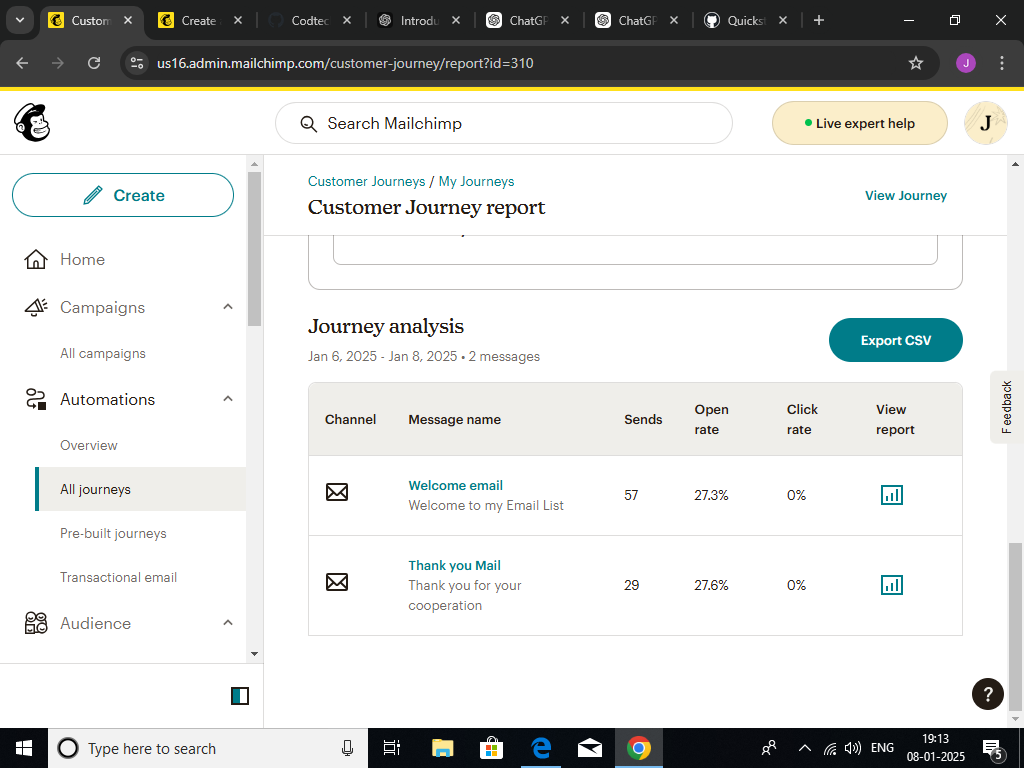 Custom
Create
Codtec
Introdu
ChatGP
ChatGP
Quickst
us16.admin.mailchimp.com/customer-journey/report?id=310
J
Search Mailchimp
Live expert help
J
Create
Home
Campaigns
All campaigns
Automations
Overview
All journeys
Pre-built journeys
Transactional email
Audience
Customer Journeys / My Journeys
Customer Journey report
View Journey
Journey analysis
Jan 6, 2025 - Jan 8, 2025 • 2 messages
Export CSV
Channel Message name Sends Open rate Click rate View report
Welcome email
Welcome to my Email List
57 27.3% 0%
Thank you Mail
Thank you for your
cooperation
29 27.6% 0%
Feedback
?
Type here to search
ENG
19:13
08-01-2025
5